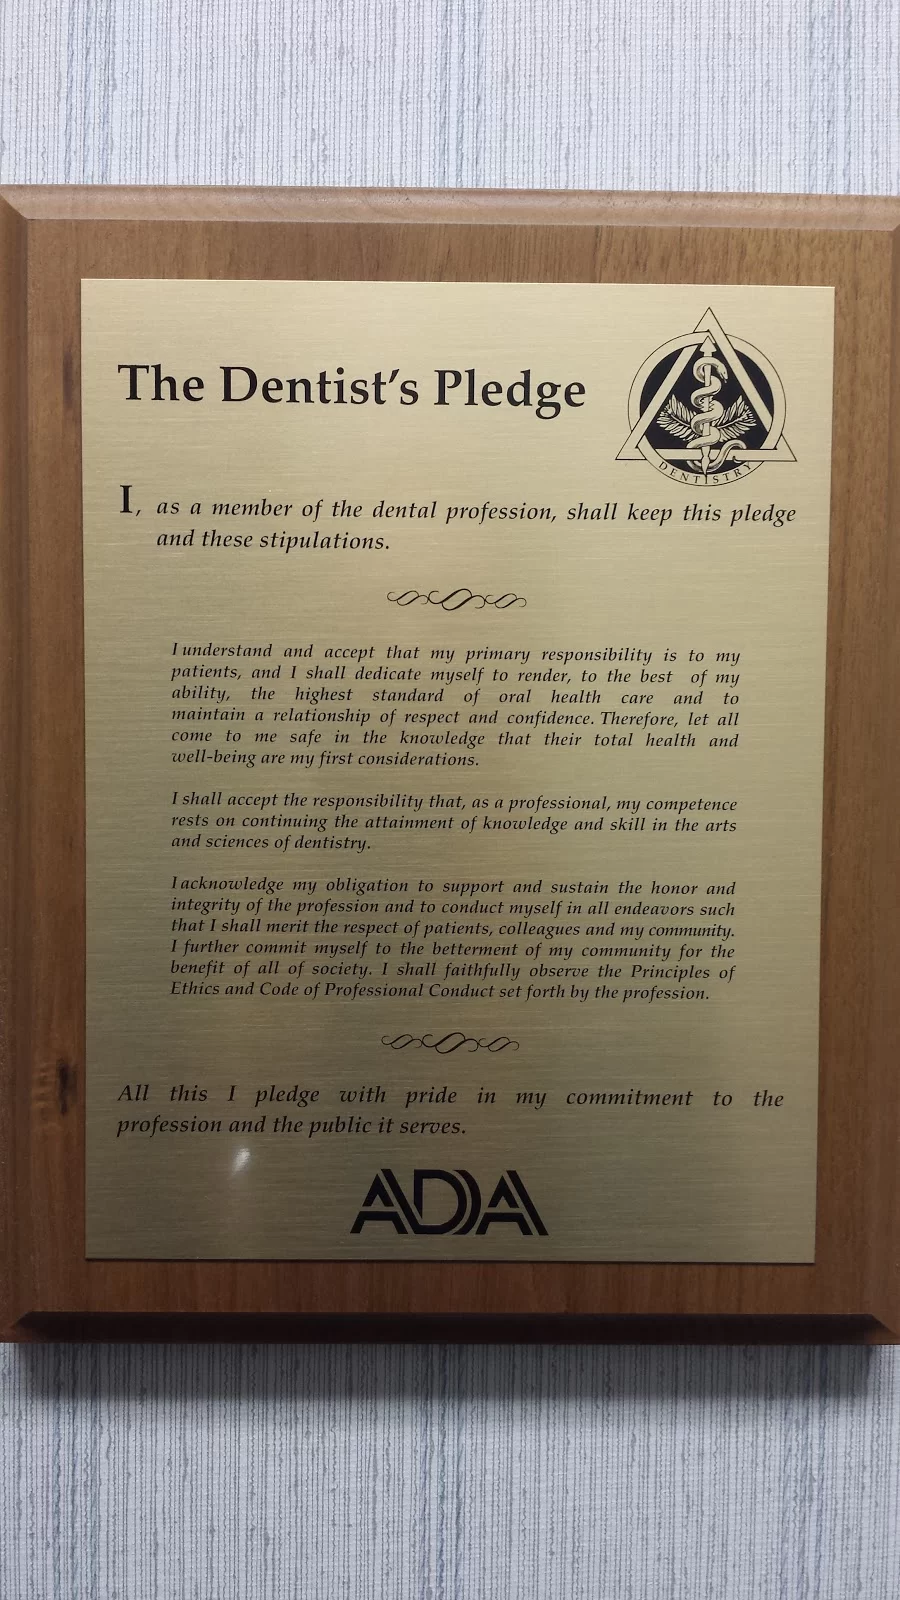 The Dentist's Pledge
DENTISTRY
I, as a member of the dental profession, shall keep this pledge
and these stipulations.
I understand and accept that my primary responsibility is to my
patients, and I shall dedicate myself to render, to the best of my
ability, the highest standard of oral health care and to
maintain a relationship of respect and confidence. Therefore, let all
come to me safe in the knowledge that their total health and
well-being are my first considerations.
I shall accept the responsibility that, as a professional, my competence
rests on continuing the attainment of knowledge and skill in the arts
and sciences of dentistry.
I acknowledge my obligation to support and sustain the honor and
integrity of the profession and to conduct myself in all endeavors such
that I shall merit the respect of patients, colleagues and my community.
I further commit myself to the betterment of my community for the
benefit of all of society. I shall faithfully observe the Principles of
Ethics and Code of Professional Conduct set forth by the profession.
All this I pledge with pride in my commitment to the
profession and the public it serves.
ADA